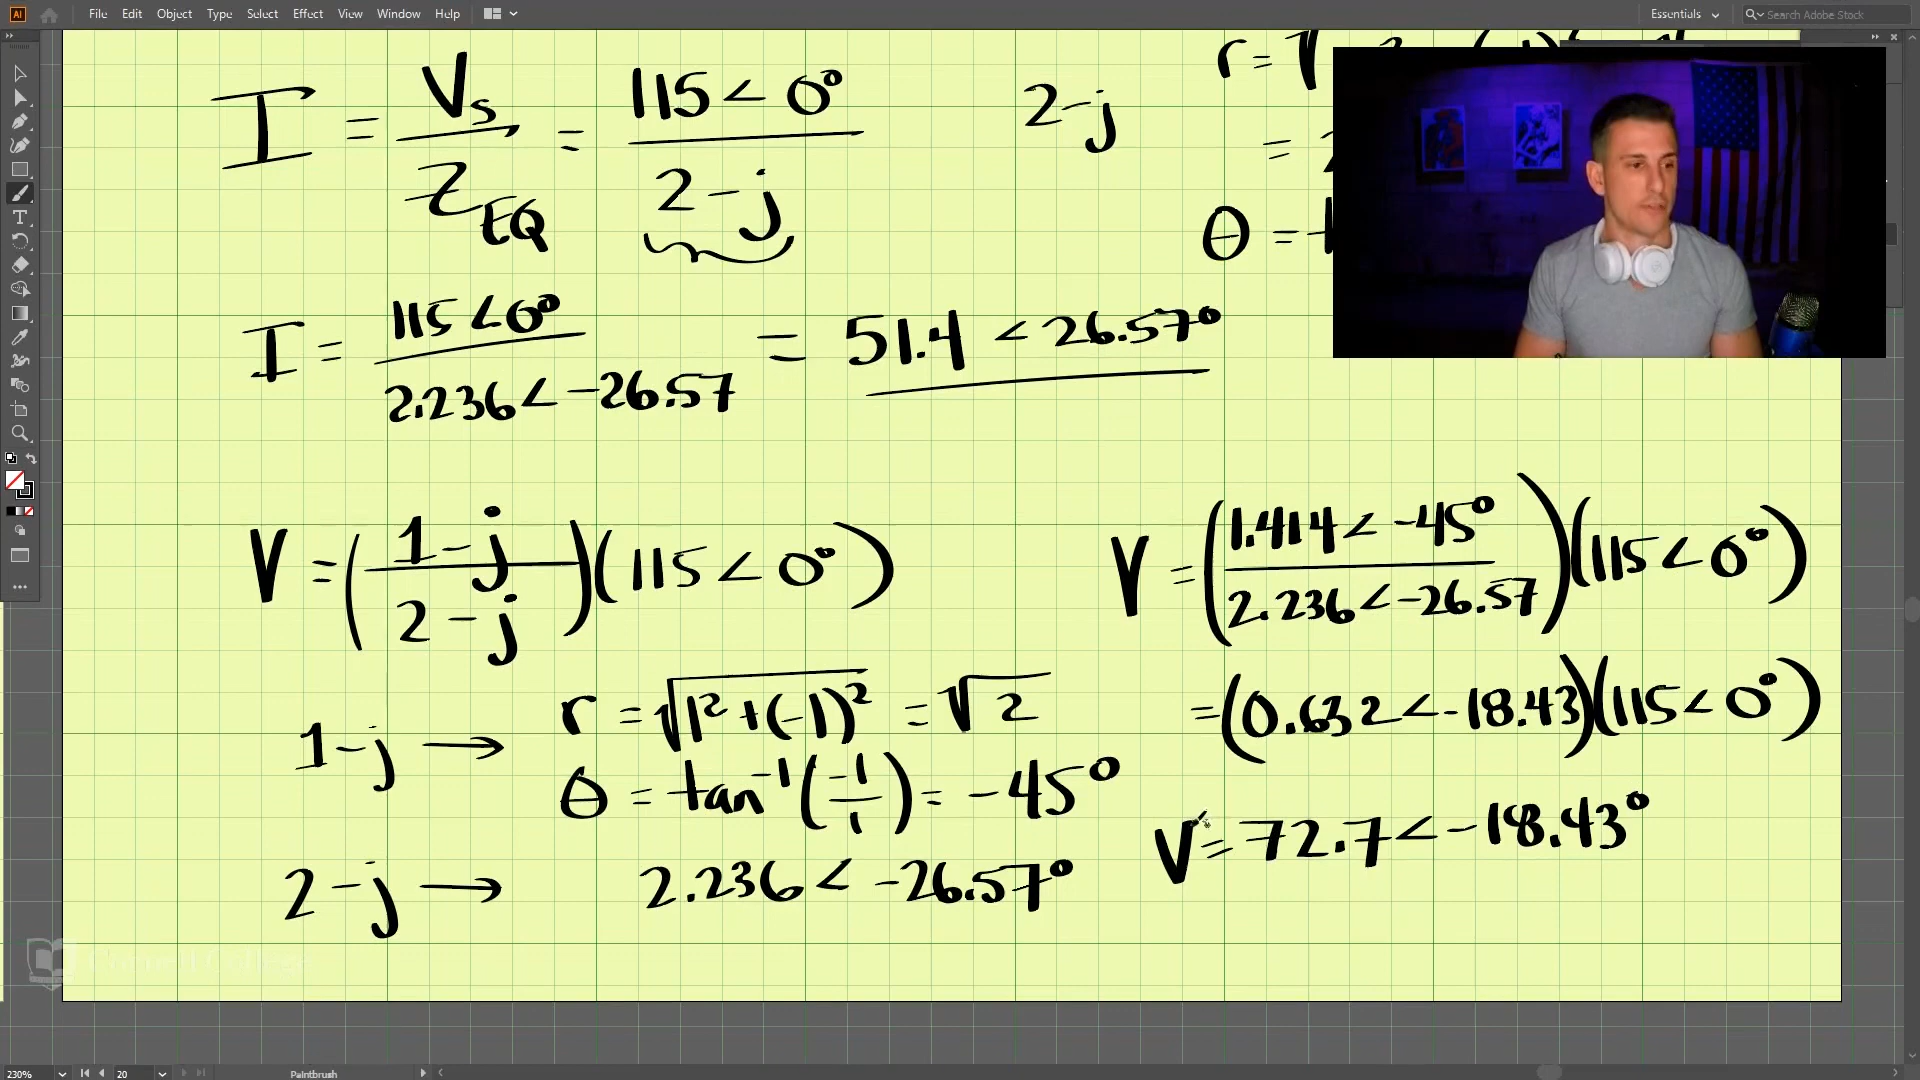 File Edit Object Type Select Effect View Window Help
Essentials
Search Adobe Stock
I = Vs / ZEQ = 115<0° / 2-j
2-j
r = √
=
θ =
I = 115<0° / 2.236<-26.57 = 51.4 < 26.57°
V = (1-j / 2-j)(115<0°)
1-j → r = √1²+(-1)² = √2
θ = tan⁻¹(-1/1) = -45°
2-j → 2.236 < -26.57°
V = (1.414<-45° / 2.236<-26.57)(115<0°)
= (0.632<-18.43)(115<0°)
V = 72.7<-18.43°
230%
20
Paintbrush